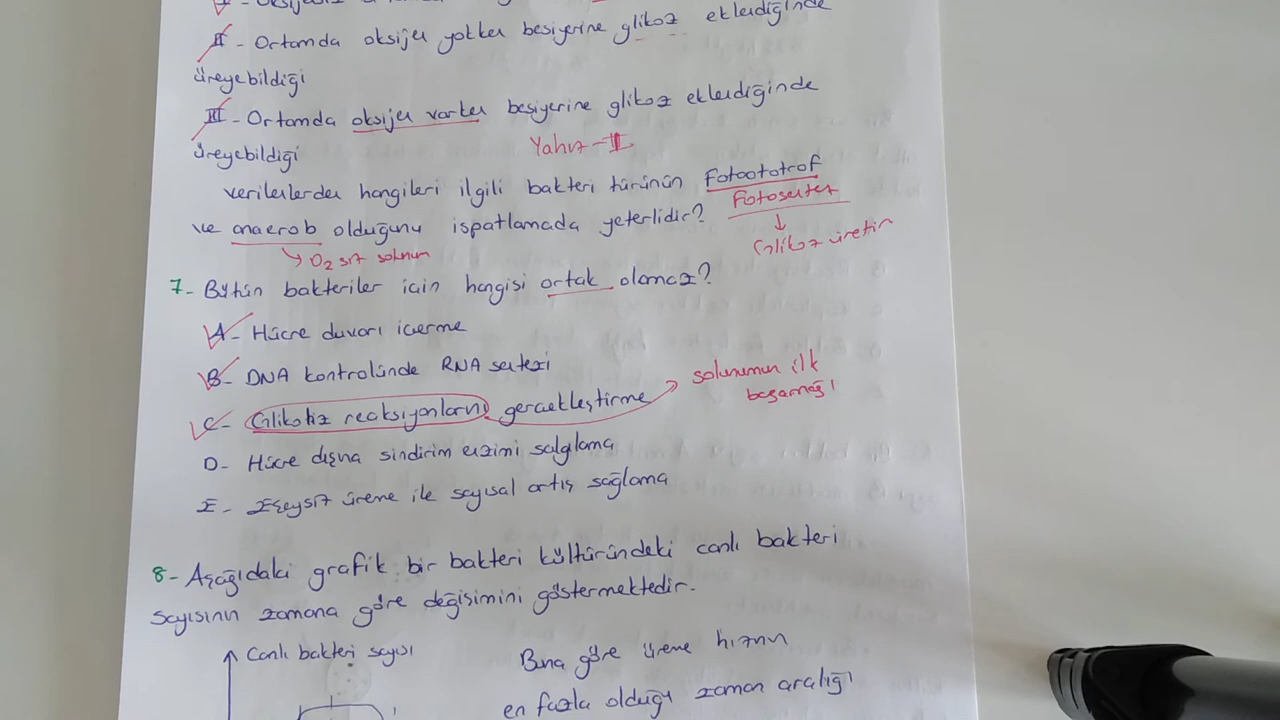 II - Ortamda oksijen yokken besiyerine glikoz eklendiğinde
üreyebildiği
III - Ortamda oksijen varken besiyerine glikoz eklendiğinde
üreyebildiği
Yalnız - II
verilenlerden hangileri ilgili bakteri türünün fotoototrof
Fotosentez
ve anaerob olduğunu ispatlamada yeterlidir?
Glikoz üretir
O2 siz solunum
7- Bütün bakteriler için hangisi ortak olamaz?
A- Hücre duvarı içerme
B- DNA kontrolünde RNA sentezi
solunumun ilk
basamağı
C- Glikoliz reaksiyonlarını gerçekleştirme
D- Hücre dışına sindirim enzimi salgılama
E- Eşeysiz üreme ile sayısal artış sağlama
8- Aşağıdaki grafik bir bakteri kültüründeki canlı bakteri
sayısının zamana göre değişimini göstermektedir.
Canlı bakteri sayısı
Buna göre üreme hızının
en fazla olduğu zaman aralığı